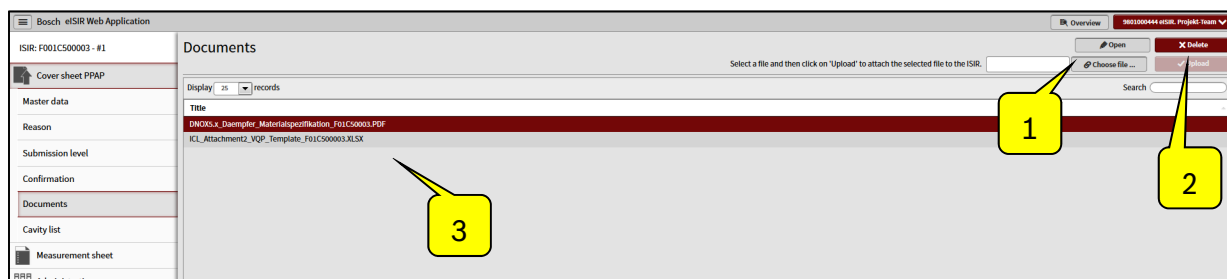 Bosch eISIR Web Application
Overview
9801000444 eISIR. Projekt-Team
ISIR: F001C500003 - #1
Documents
Open
Delete
Select a file and then click on 'Upload' to attach the selected file to the ISIR.
Choose file ...
Upload
Cover sheet PPAP
Display 25 records
Search
Master data
Title
1
Reason
DNOX5.x_Daempfer_Materialspezifikation_F01C50003.PDF
ICL_Attachment2_VQP_Template_F01C500003.XLSX
Submission level
Confirmation
2
Documents
3
Cavity list
Measurement sheet